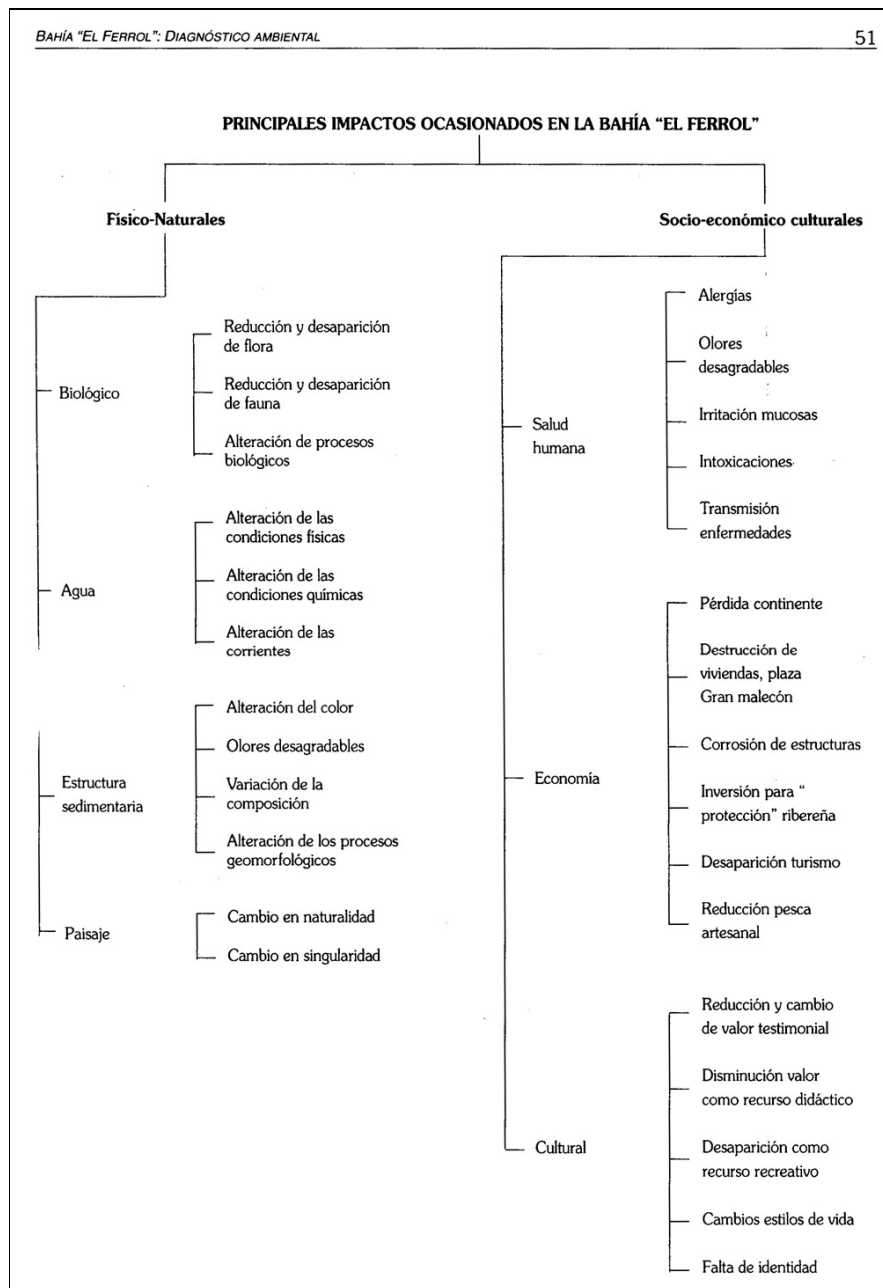 BAHÍA "EL FERROL": DIAGNÓSTICO AMBIENTAL
51
PRINCIPALES IMPACTOS OCASIONADOS EN LA BAHÍA "EL FERROL"
Físico-Naturales
Biológico
Reducción y desaparición
de flora
Reducción y desaparición
de fauna
Alteración de procesos
biológicos
Agua
Alteración de las
condiciones físicas
Alteración de las
condiciones químicas
Alteración de las
corrientes
Estructura
sedimentaria
Alteración del color
Olores desagradables
Variación de la
composición
Alteración de los procesos
geomorfológicos
Paisaje
Cambio en naturalidad
Cambio en singularidad
Socio-económico culturales
Salud
humana
Alergías
Olores
desagradables
Irritación mucosas
Intoxicaciones
Transmisión
enfermedades
Economía
Pérdida continente
Destrucción de
viviendas, plaza
Gran malecón
Corrosión de estructuras
Inversión para "
protección" ribereña
Desaparición turismo
Reducción pesca
artesanal
Cultural
Reducción y cambio
de valor testimonial
Disminución valor
como recurso didáctico
Desaparición como
recurso recreativo
Cambios estilos de vida
Falta de identidad